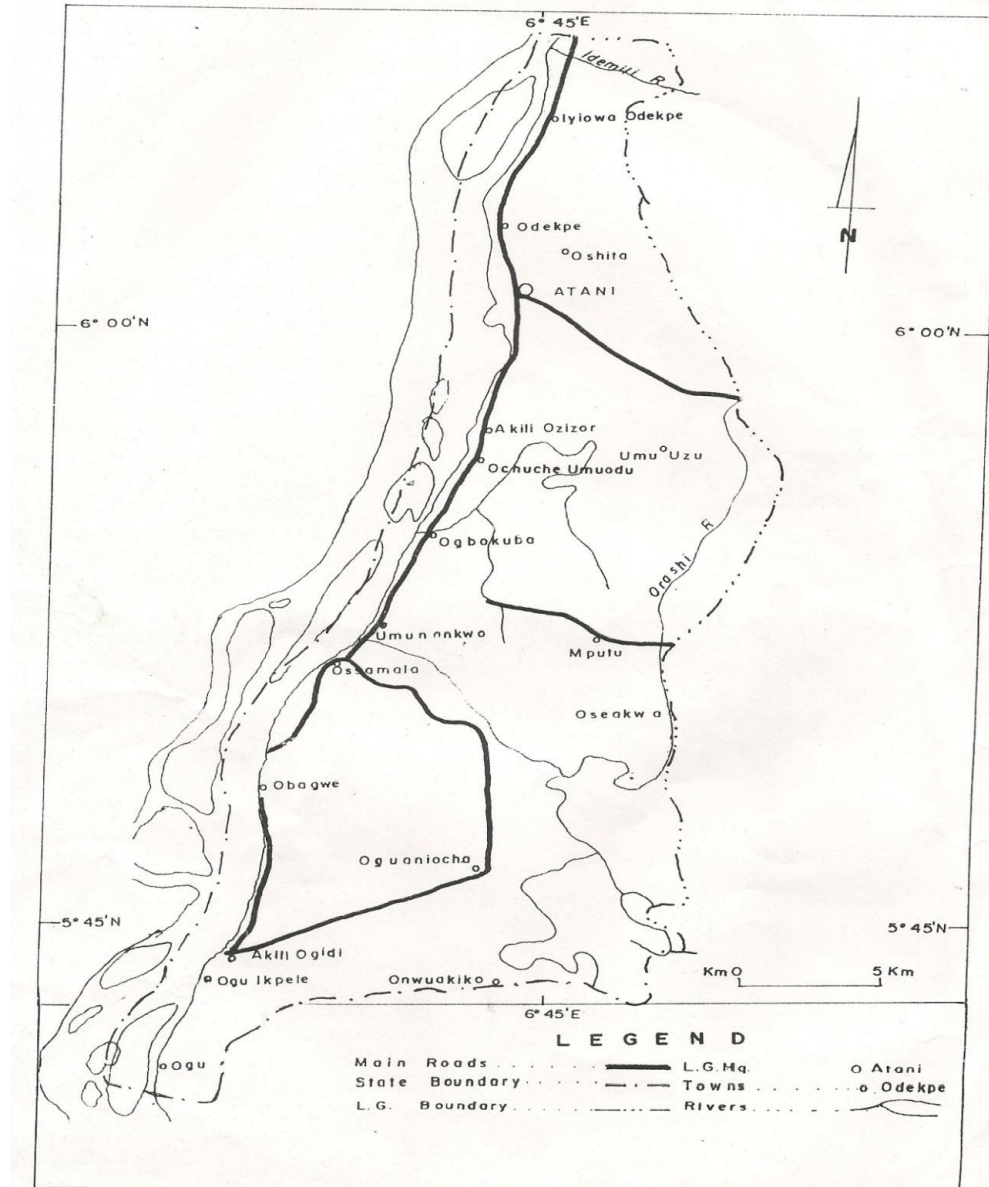 6° 45'E
Idemili R
Iyiowa Odekpe
Odekpe
Oshita
N
ATANI
6° 00'N
6° 00'N
Akili Ozizor
Umu Uzu
Ochuche Umuodu
Orashi R
Ogbokuba
Umunankwo
Mputu
Ossamala
Oseakwa
Obagwe
Oguaniocha
5° 45'N
5° 45'N
Akili Ogidi
Km 0 5 Km
Ogu Ikpele
Onwuakiko
6° 45'E
LEGEND
Ogu
Main Roads L.G.Hq. Atani
State Boundary Towns Odekpe
L.G. Boundary Rivers